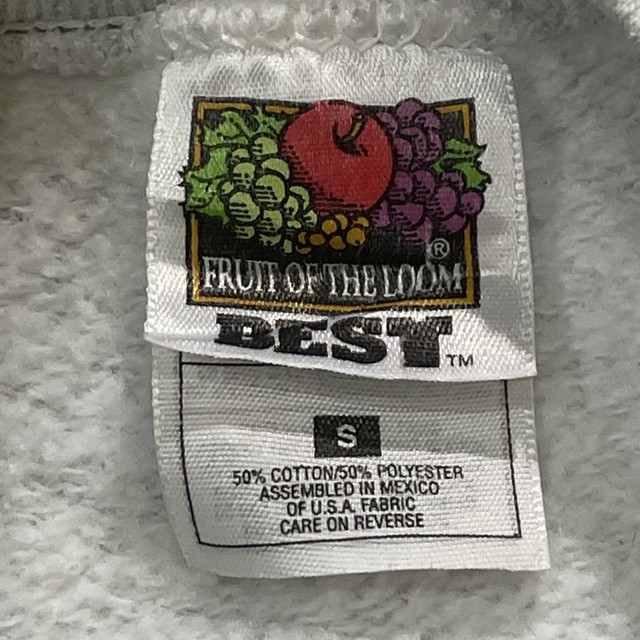 ®
FRUIT OF THE LOOM
BEST™
S
50% COTTON/50% POLYESTER
ASSEMBLED IN MEXICO
OF U.S.A. FABRIC
CARE ON REVERSE